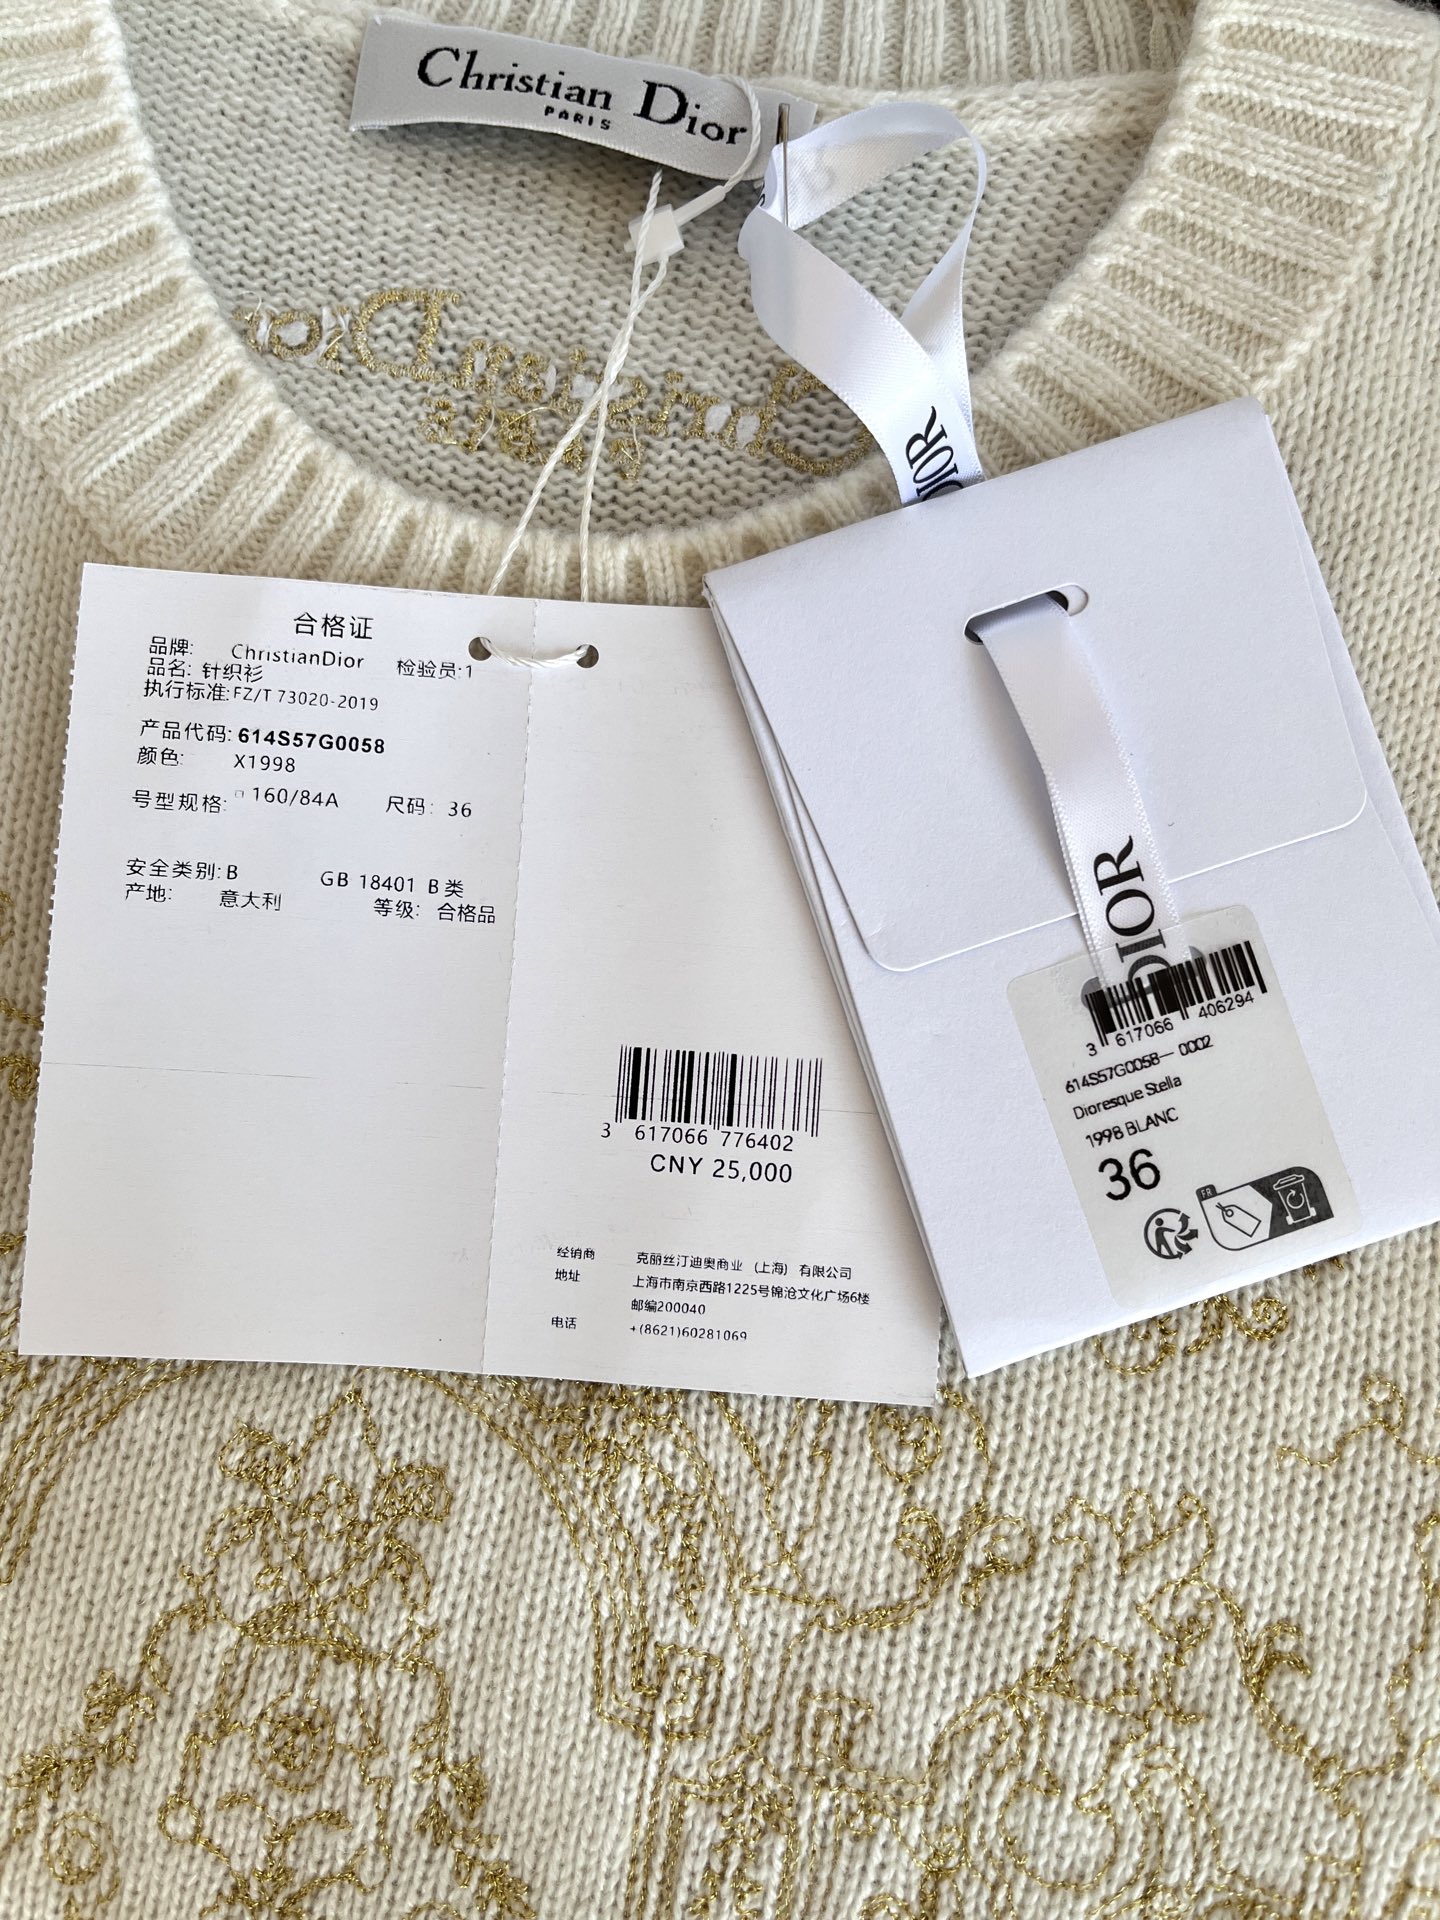 Christian Dior
PARIS
Christian Dior
PARIS
DIOR
合格证
品牌: ChristianDior 检验员:1
品名: 针织衫
执行标准:FZ/T 73020-2019
产品代码:614S57G0058
颜色: X1998
号型规格: 160/84A 尺码: 36
安全类别:B GB 18401 B类
产地: 意大利 等级: 合格品
3 617066 776402
CNY 25,000
经销商 克丽丝汀迪奥商业 (上海) 有限公司
地址 上海市南京西路1225号锦沧文化广场6楼
邮编200040
电话 +(8621)60281069
DIOR
3 617066 406294
614S57G0058— 0002
Dioresque Stella
1998 BLANC
36
FR